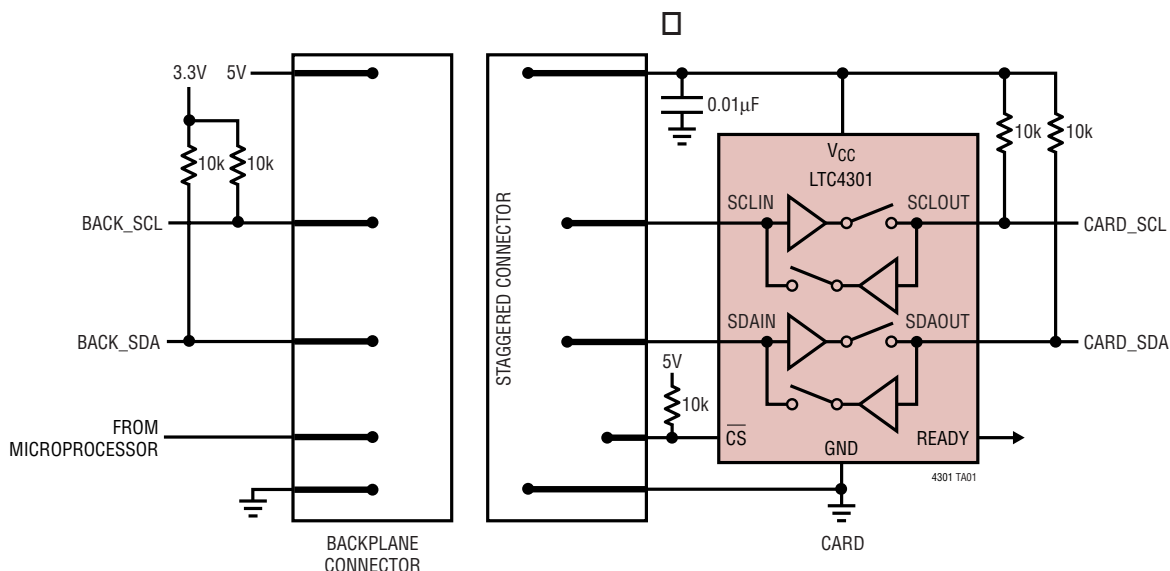 3.3V
5V
0.01µF
10k
10k
10k
10k
VCC
LTC4301
SCLIN
SCLOUT
BACK_SCL
CARD_SCL
STAGGERED CONNECTOR
SDAIN
SDAOUT
BACK_SDA
CARD_SDA
5V
10k
FROM
MICROPROCESSOR
CS
READY
GND
4301 TA01
BACKPLANE
CONNECTOR
CARD